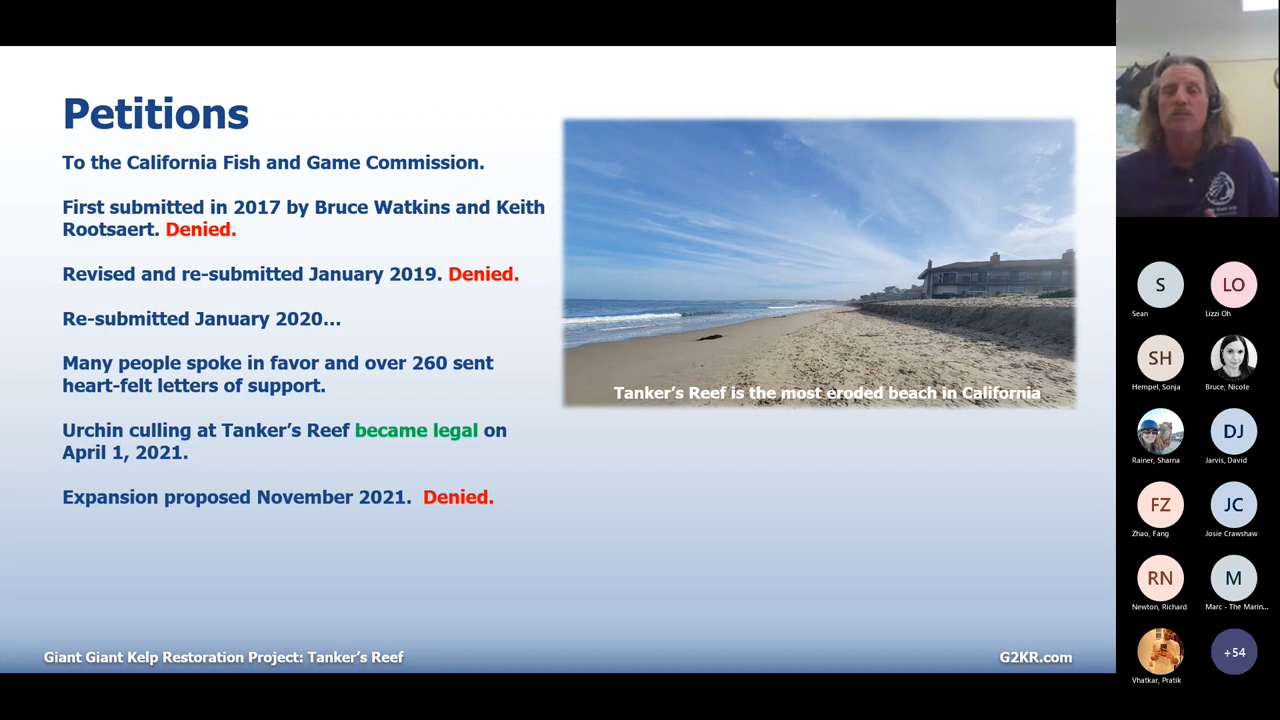 Petitions
To the California Fish and Game Commission.
First submitted in 2017 by Bruce Watkins and Keith
Rootsaert. Denied.
Revised and re-submitted January 2019. Denied.
Re-submitted January 2020...
Many people spoke in favor and over 260 sent
heart-felt letters of support.
Urchin culling at Tanker's Reef became legal on
April 1, 2021.
Expansion proposed November 2021. Denied.
Tanker's Reef is the most eroded beach in California
Giant Giant Kelp Restoration Project: Tanker's Reef
G2KR.com
S
Sean
LO
Lizzi Oh
SH
Hempel, Sonja
Bruce, Nicole
Rainer, Sharna
DJ
Jarvis, David
FZ
Zhao, Fang
JC
Josie Crawshaw
RN
Newton, Richard
M
Marc - The Marin...
Vhatkar, Pratik
+54